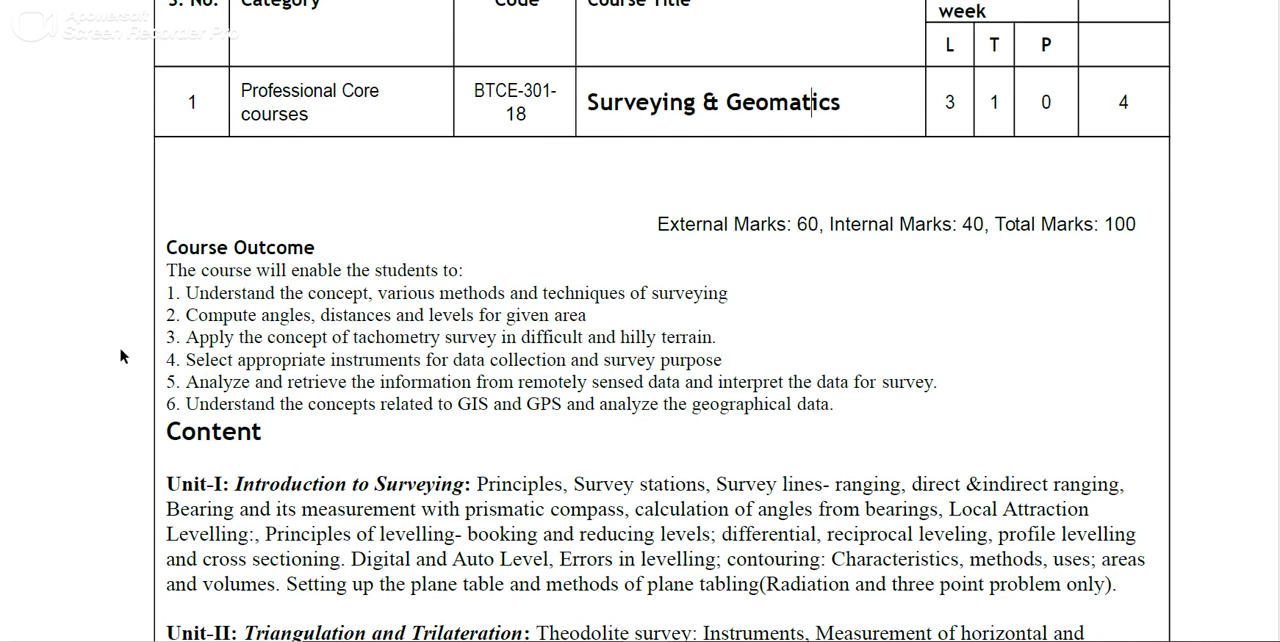 S. No. Category Code Course Title
week
Apowersoft
Screen Recorder Pro
L T P
1 Professional Core courses BTCE-301-18 Surveying & Geomatics 3 1 0 4
External Marks: 60, Internal Marks: 40, Total Marks: 100
Course Outcome
The course will enable the students to:
1. Understand the concept, various methods and techniques of surveying
2. Compute angles, distances and levels for given area
3. Apply the concept of tachometry survey in difficult and hilly terrain.
4. Select appropriate instruments for data collection and survey purpose
5. Analyze and retrieve the information from remotely sensed data and interpret the data for survey.
6. Understand the concepts related to GIS and GPS and analyze the geographical data.
Content
Unit-I: Introduction to Surveying: Principles, Survey stations, Survey lines- ranging, direct &indirect ranging,
Bearing and its measurement with prismatic compass, calculation of angles from bearings, Local Attraction
Levelling:, Principles of levelling- booking and reducing levels; differential, reciprocal leveling, profile levelling
and cross sectioning. Digital and Auto Level, Errors in levelling; contouring: Characteristics, methods, uses; areas
and volumes. Setting up the plane table and methods of plane tabling(Radiation and three point problem only).
Unit-II: Triangulation and Trilateration: Theodolite survey: Instruments, Measurement of horizontal and